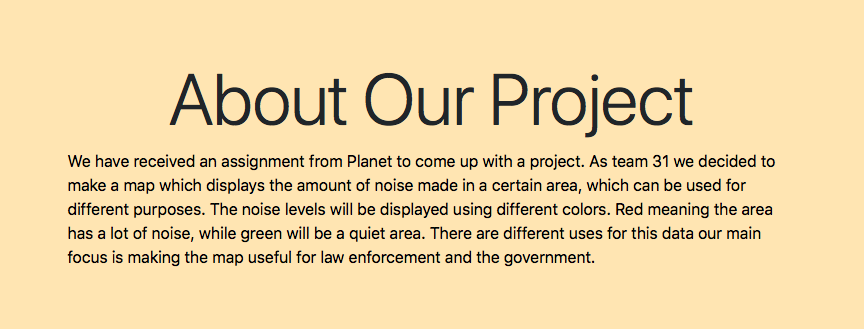 About Our Project
We have received an assignment from Planet to come up with a project. As team 31 we decided to
make a map which displays the amount of noise made in a certain area, which can be used for
different purposes. The noise levels will be displayed using different colors. Red meaning the area
has a lot of noise, while green will be a quiet area. There are different uses for this data our main
focus is making the map useful for law enforcement and the government.